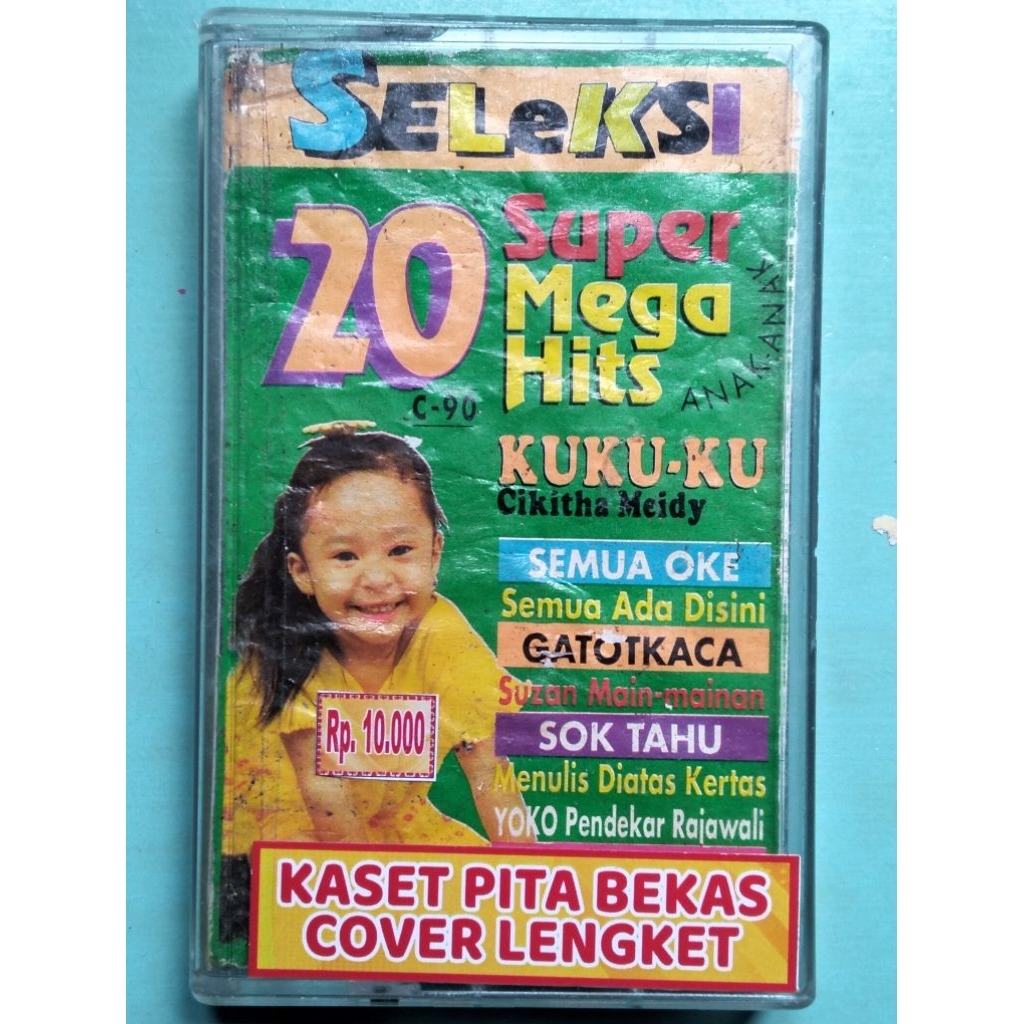 SELeKSI
20 Super
Mega
Hits
ANAK-ANAK
C-90
KUKU-KU
Cikitha Meidy
SEMUA OKE
Semua Ada Disini
GATOTKACA
Suzan Main-mainan
SOK TAHU
Menulis Diatas Kertas
YOKO Pendekar Rajawali
Rp. 10.000
KASET PITA BEKAS
COVER LENGKET